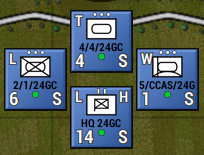 T
4/4/24GC
4 S
L
2/1/24GC
6 S
W
5/CCAS/24G
1 S
L H
HQ 24GC
14 S